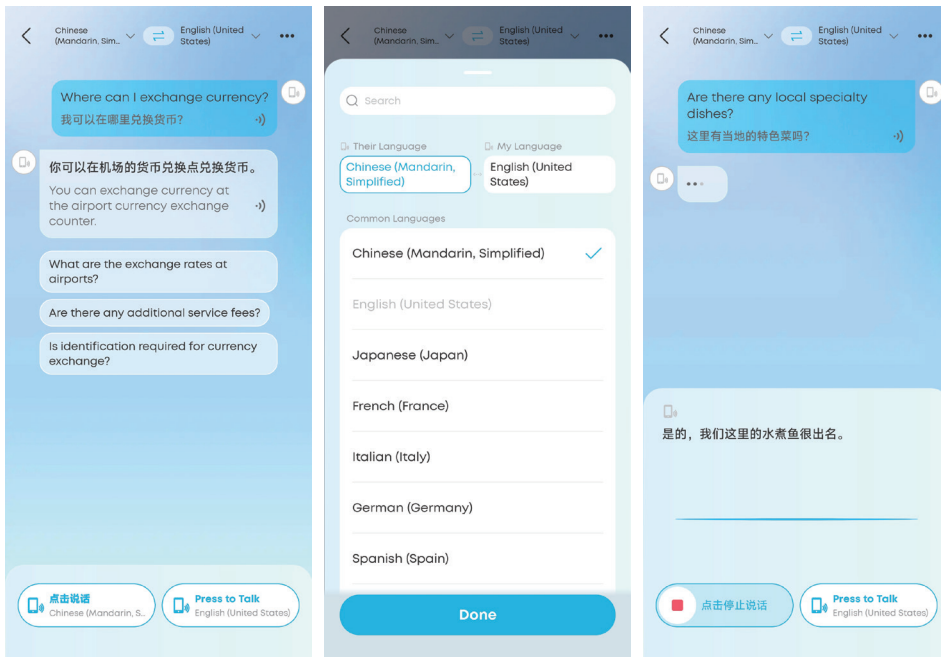 Chinese
(Mandarin, Sim...
English (United
States)
Where can I exchange currency?
我可以在哪里兑换货币？
你可以在机场的货币兑换点兑换货币。
You can exchange currency at
the airport currency exchange
counter.
What are the exchange rates at
airports?
Are there any additional service fees?
Is identification required for currency
exchange?
点击说话
Chinese (Mandarin, S...
Press to Talk
English (United States)
Chinese
(Mandarin, Sim...
English (United
States)
Search
Their Language
My Language
Chinese (Mandarin,
Simplified)
English (United
States)
Common Languages
Chinese (Mandarin, Simplified)
English (United States)
Japanese (Japan)
French (France)
Italian (Italy)
German (Germany)
Spanish (Spain)
Done
Chinese
(Mandarin, Sim...
English (United
States)
Are there any local specialty
dishes?
这里有当地的特色菜吗？
是的，我们这里的水煮鱼很出名。
点击停止说话
Press to Talk
English (United States)